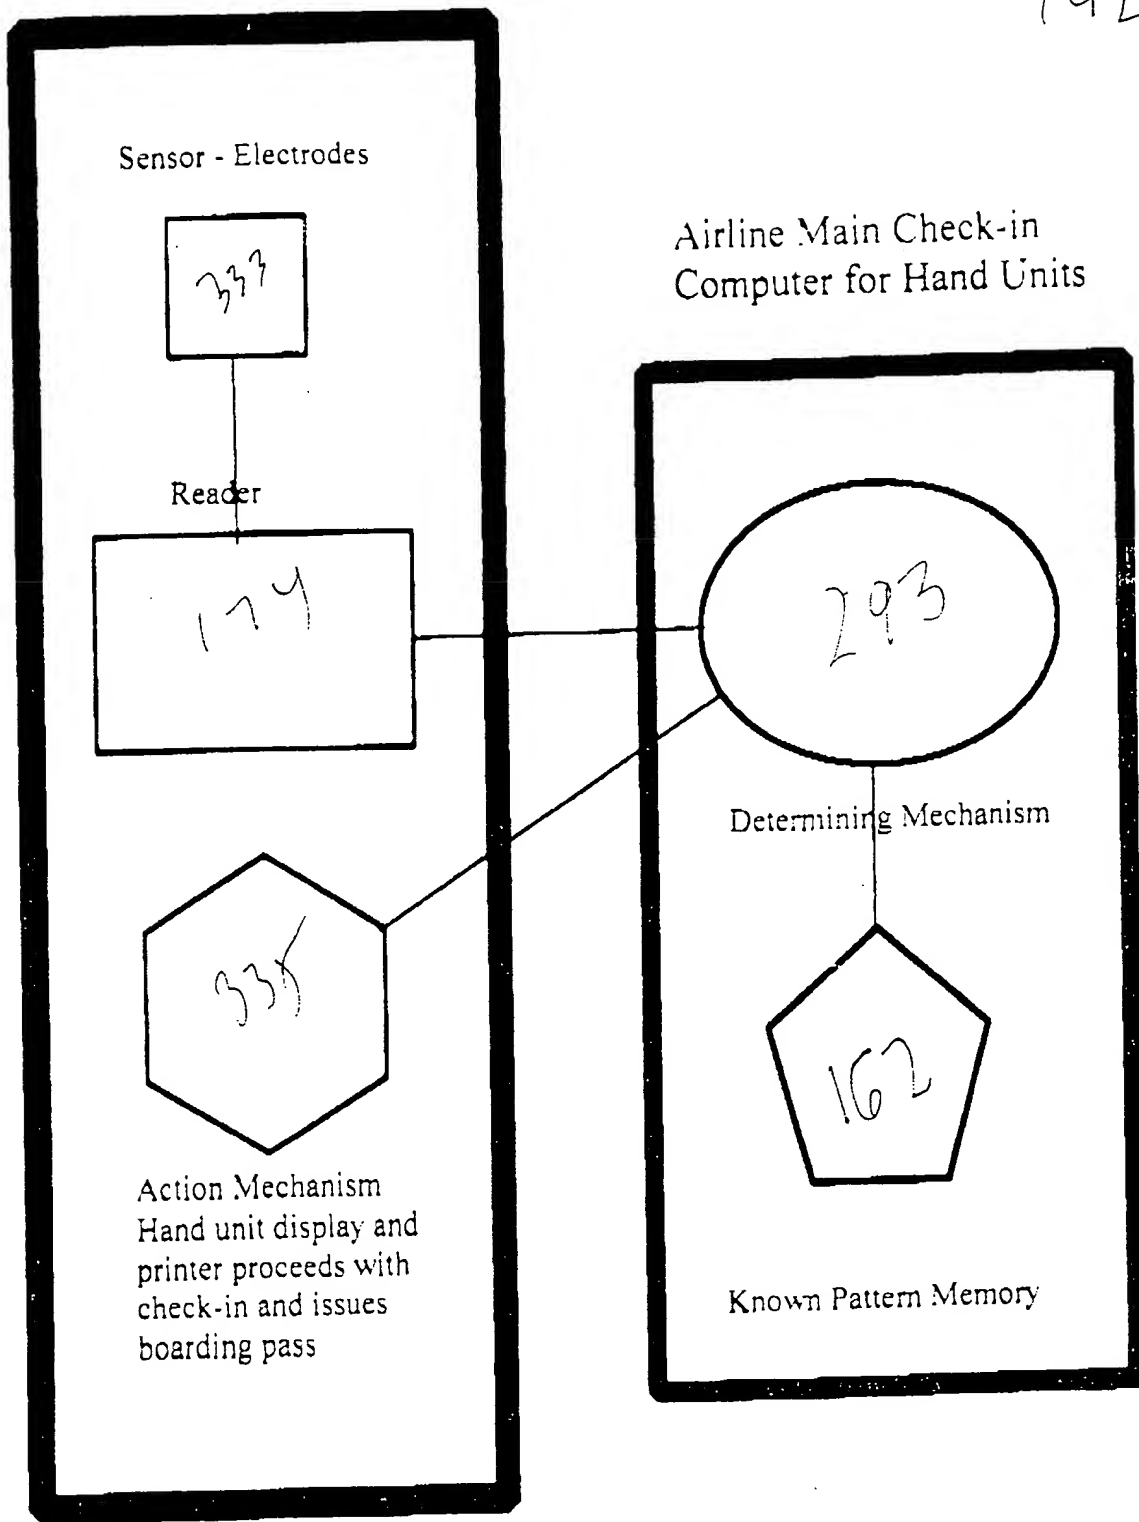 Sensor - Electrodes
333
Reader
174
335
Action Mechanism
Hand unit display and
printer proceeds with
check-in and issues
boarding pass
Airline Main Check-in
Computer for Hand Units
293
Determining Mechanism
162
Known Pattern Memory